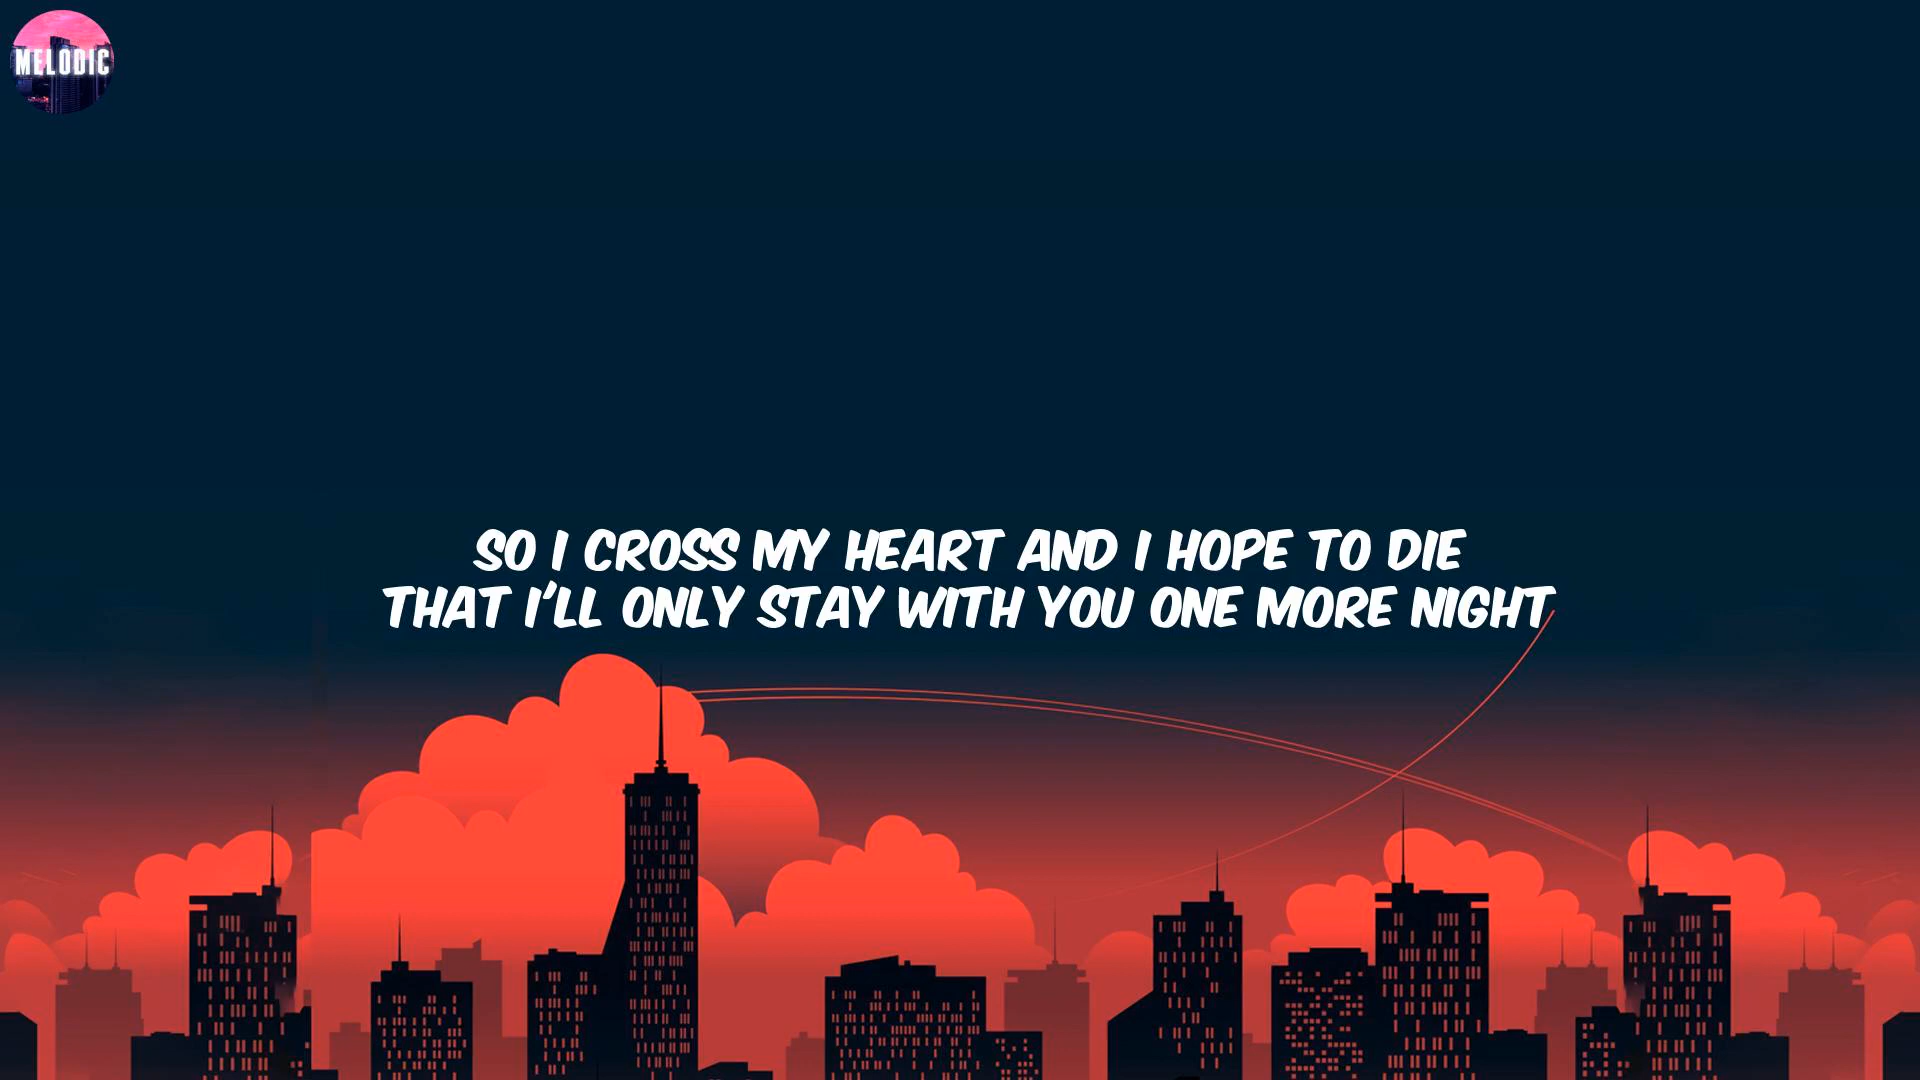 MELODIC
SO I CROSS MY HEART AND I HOPE TO DIE
THAT I'LL ONLY STAY WITH YOU ONE MORE NIGHT